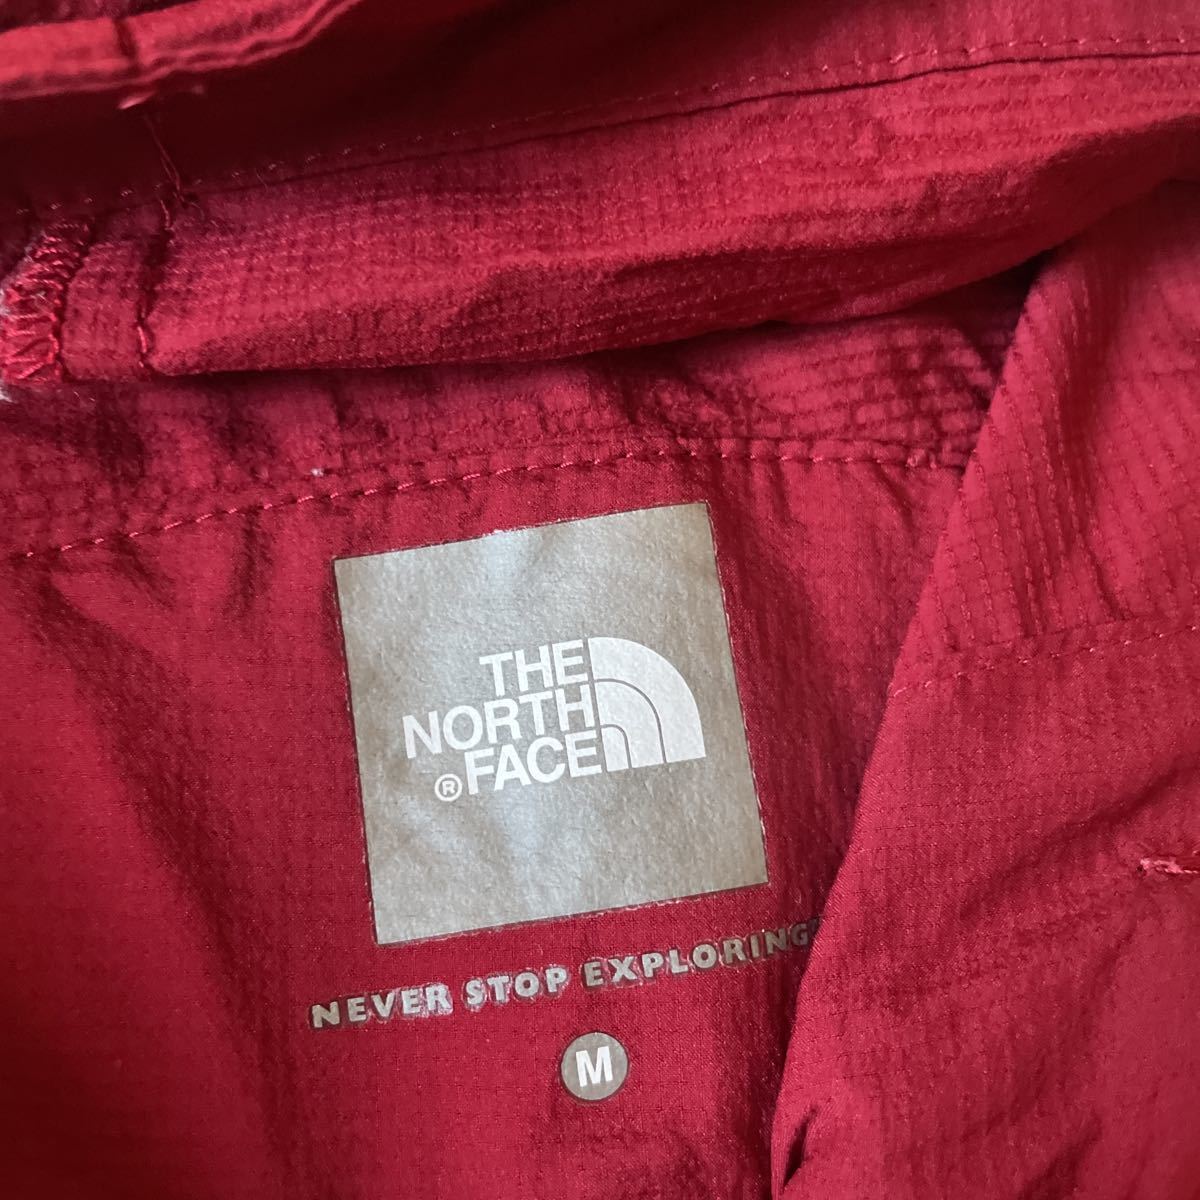 THE
NORTH
® FACE
NEVER STOP EXPLORING
M